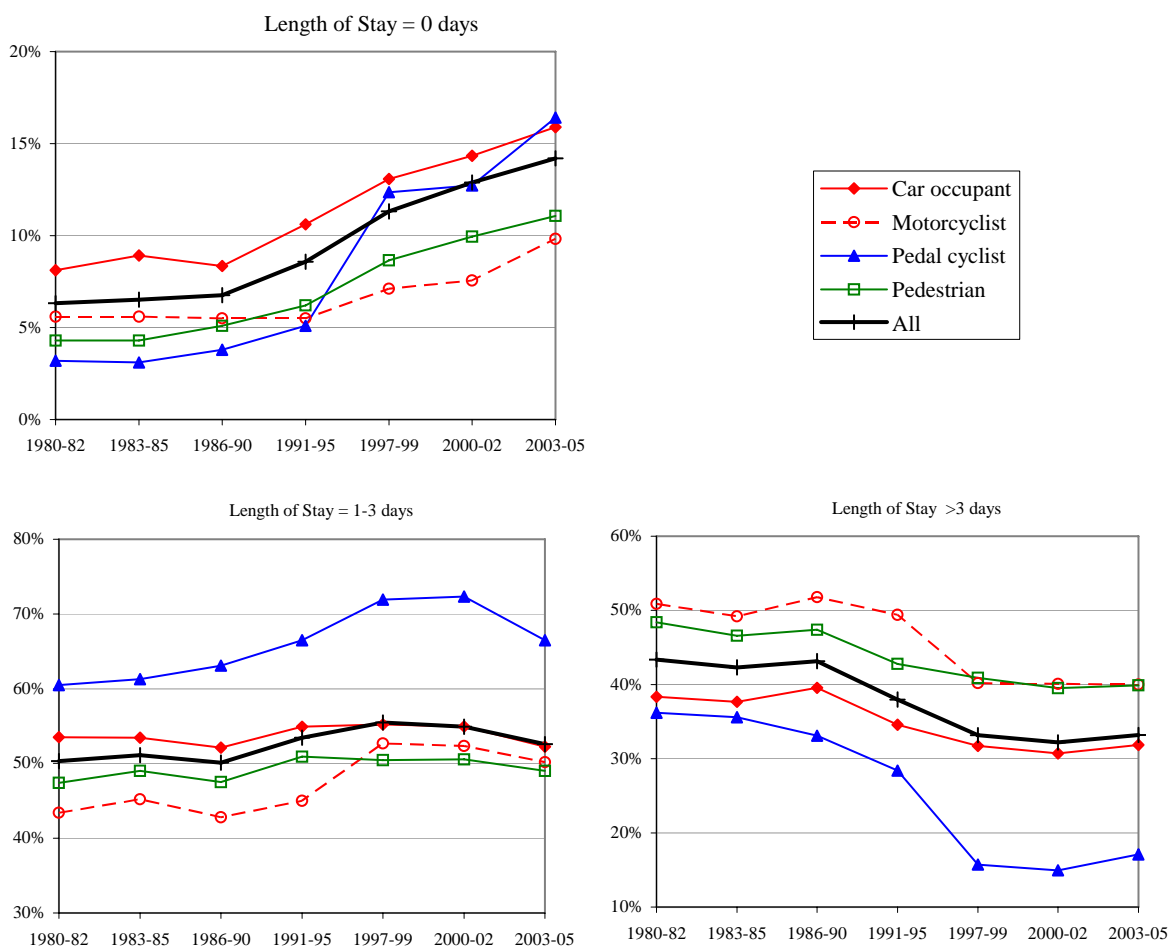 Length of Stay = 0 days
20%
15%
10%
5%
0%
1980-82 1983-85 1986-90 1991-95 1997-99 2000-02 2003-05
Car occupant
Motorcyclist
Pedal cyclist
Pedestrian
All
Length of Stay = 1-3 days
80%
70%
60%
50%
40%
30%
1980-82 1983-85 1986-90 1991-95 1997-99 2000-02 2003-05
Length of Stay >3 days
60%
50%
40%
30%
20%
10%
1980-82 1983-85 1986-90 1991-95 1997-99 2000-02 2003-05